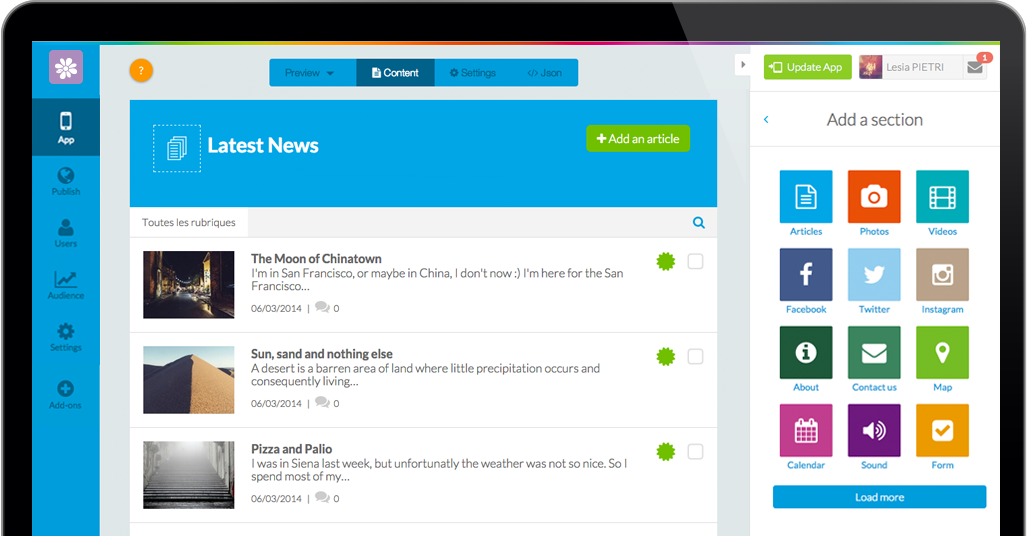 App
Publish
Users
Audience
Settings
Add-ons
?
Preview
Content
Settings
</> Json
Latest News
+ Add an article
Toutes les rubriques
The Moon of Chinatown
I'm in San Francisco, or maybe in China, I don't now :) I'm here for the San
Francisco...
06/03/2014 | 0
Sun, sand and nothing else
A desert is a barren area of land where little precipitation occurs and
consequently living...
06/03/2014 | 0
Pizza and Palio
I was in Siena last week, but unfortunatly the weather was not so nice. So I
spend most of my...
06/03/2014 | 0
Update App
Lesia PIETRI
1
Add a section
Articles
Photos
Videos
Facebook
Twitter
Instagram
About
Contact us
Map
Calendar
Sound
Form
Load more